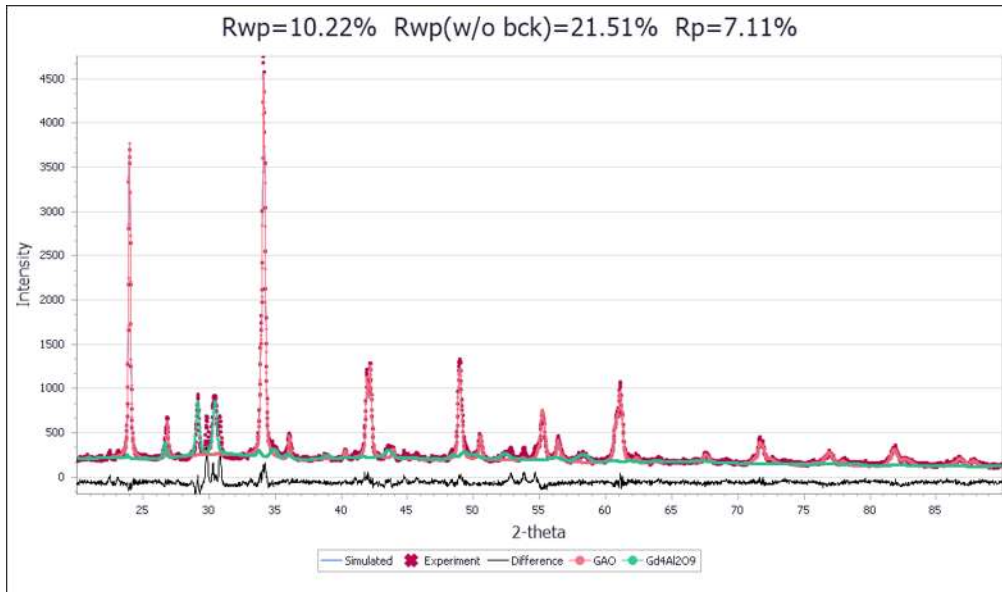 Rwp=10.22% Rwp(w/o bck)=21.51% Rp=7.11%
4500
4000
3500
3000
2500
2000
1500
1000
500
0
Intensity
25 30 35 40 45 50 55 60 65 70 75 80 85
2-theta
Simulated Experiment Difference GAO Gd4Al2O9